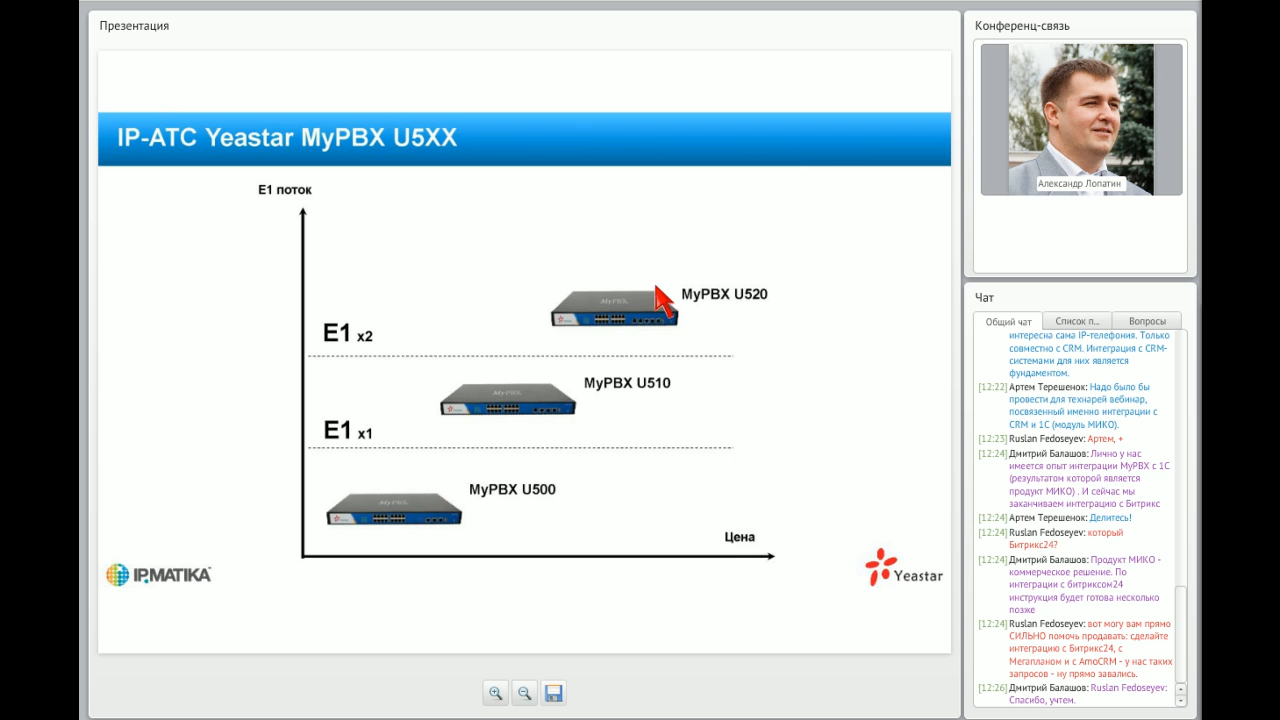 Презентация
IP-АТС Yeastar MyPBX U5XX
E1 поток
MyPBX U520
E1 x2
MyPBX U510
E1 x1
MyPBX U500
Цена
IP.MATIKA
Yeastar
Конференц-связь
Александр Лопатин
Чат
Общий чат
Список п...
Вопросы
интересна сама IP-телефония. Только
совместно с CRM. Интеграция с CRM-
системами для них является
фундаментом.
[12:22] Артем Терешенок: Надо было бы
провести для технарей вебинар,
посвязенный именно интеграции с
CRM и 1С (модуль МИКО).
[12:23] Ruslan Fedoseyev: Артем, +
[12:24] Дмитрий Балашов: Лично у нас
имеется опыт интеграции MyPBX с 1С
(результатом которой является
продукт МИКО) . И сейчас мы
заканчиваем интеграцию с Битрикс
[12:24] Артем Терешенок: Делитесь!
[12:24] Ruslan Fedoseyev: который
Битрикс24?
[12:24] Дмитрий Балашов: Продукт МИКО -
коммерческое решение. По
интеграции с битриксом24
инструкция будет готова несколько
позже
[12:24] Ruslan Fedoseyev: вот могу вам прямо
СИЛЬНО помочь продавать: сделайте
интеграцию с Битрикс24, с
Мегапланом и с AmoCRM - у нас таких
запросов - ну прямо завались.
[12:26] Дмитрий Балашов: Ruslan Fedoseyev:
Спасибо, учтем.